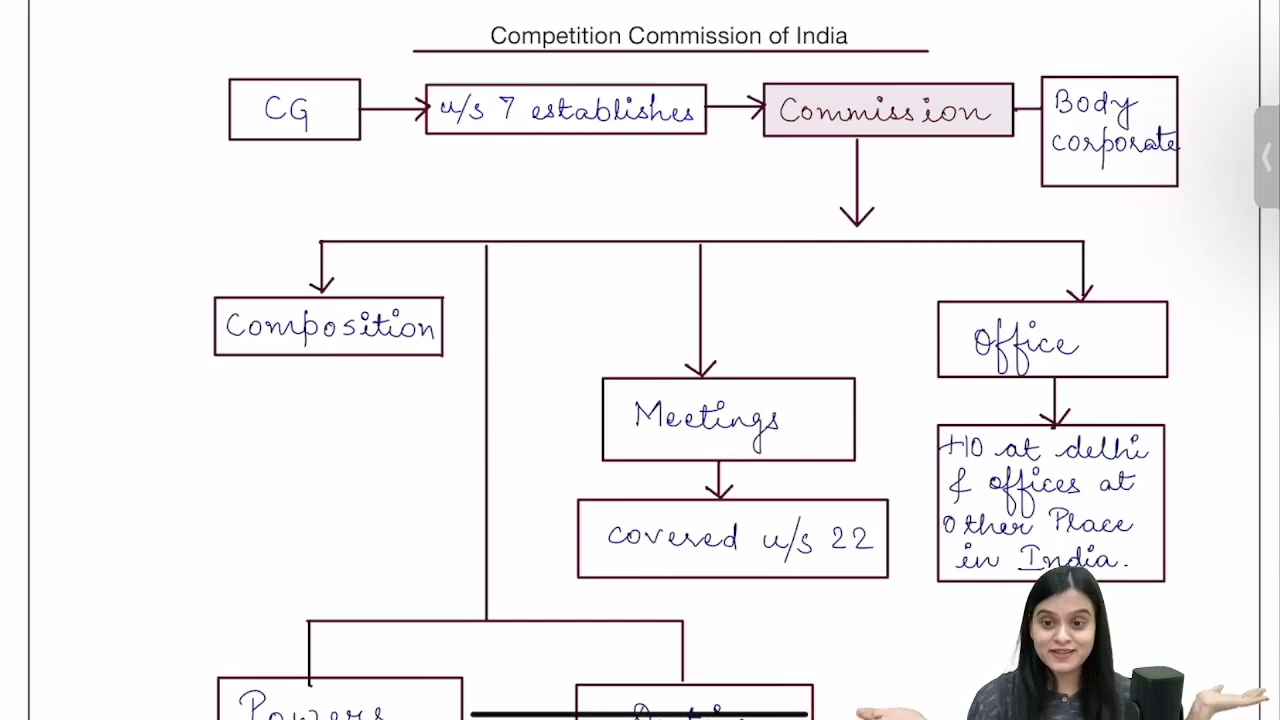 Competition Commission of India
CG
u/s 7 establishes
Commission
Body
corporate
Composition
Meetings
covered u/s 22
Office
HO at delhi
& offices at
Other Place
in India.
Powers